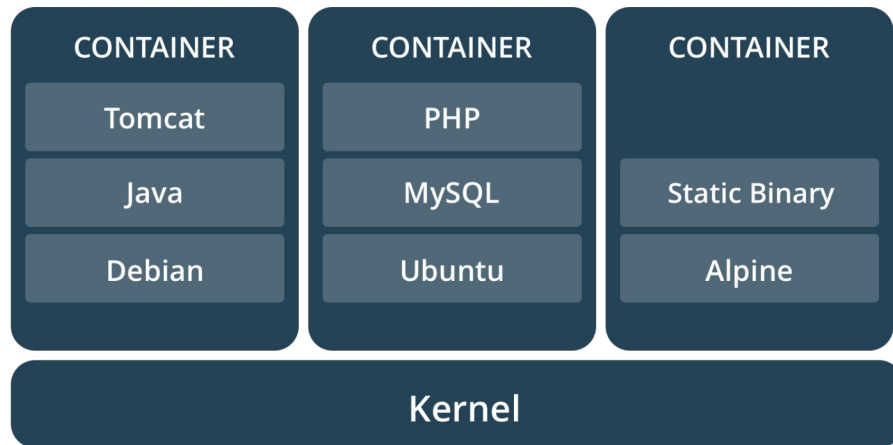 CONTAINER
Tomcat
Java
Debian
CONTAINER
PHP
MySQL
Ubuntu
CONTAINER
Static Binary
Alpine
Kernel